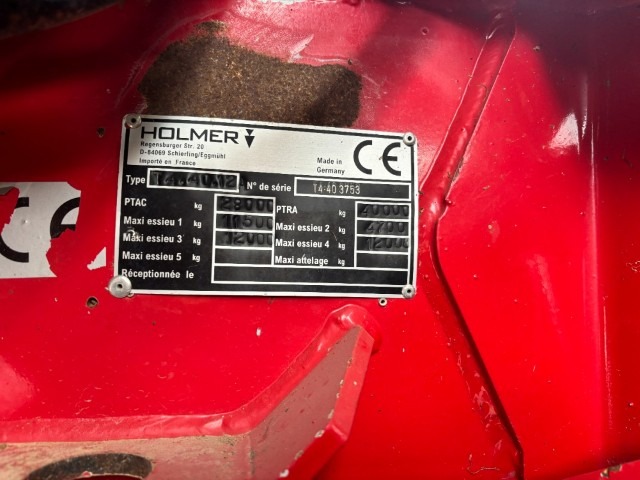 HOLMER
Regensburger Str. 20
D-84069 Schierling/Eggmühl
Importé en France
Made in
Germany
CE
Type N° de série T4-40 3753
PTAC kg 28000 PTRA kg 40000
Maxi essieu 1 kg 10500 Maxi essieu 2 kg
Maxi essieu 3 kg 12000 Maxi essieu 4 kg 12000
Maxi essieu 5 kg Maxi attelage kg
Réceptionnée le